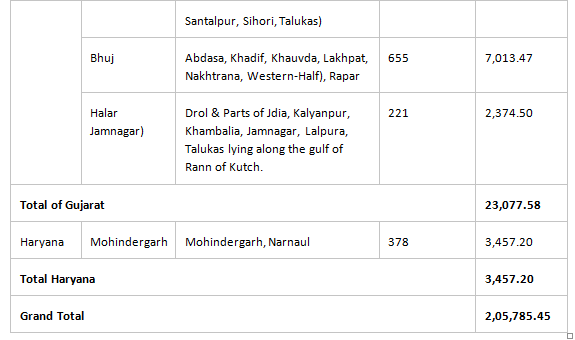 Santalpur, Sihori, Talukas)
Bhuj Abdasa, Khadif, Khauvda, Lakhpat, 655 7,013.47
Nakhtrana, Western-Half), Rapar
Halar Drol & Parts of Jdia, Kalyanpur, 221 2,374.50
Jamnagar) Khambalia, Jamnagar, Lalpura,
Talukas lying along the gulf of
Rann of Kutch.
Total of Gujarat 23,077.58
Haryana Mohindergarh Mohindergarh, Narnaul 378 3,457.20
Total Haryana 3,457.20
Grand Total 2,05,785.45